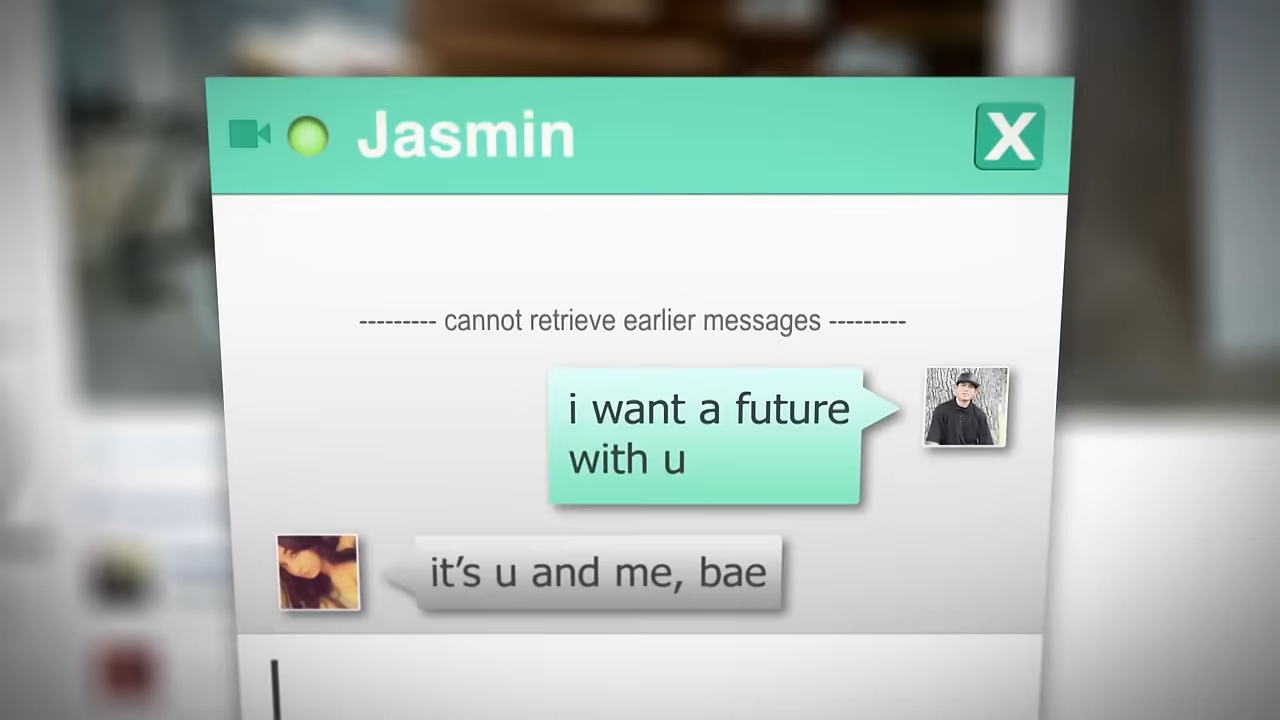 Jasmin
X
--------- cannot retrieve earlier messages ---------
i want a future
with u
it’s u and me, bae